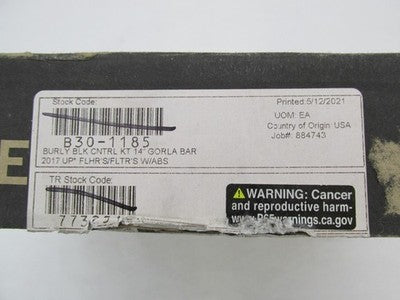 Stock Code:
Printed:5/12/2021
UOM: EA
Country of Origin: USA
Job#: 884743
B30-1185
BURLY BLK CNTRL KT 14" GORLA BAR
2017 UP* FLHR'S/FLTR'S W/ABS
TR Stock Code:
WARNING: Cancer
and reproductive harm-
www.P65warnings.ca.gov
E